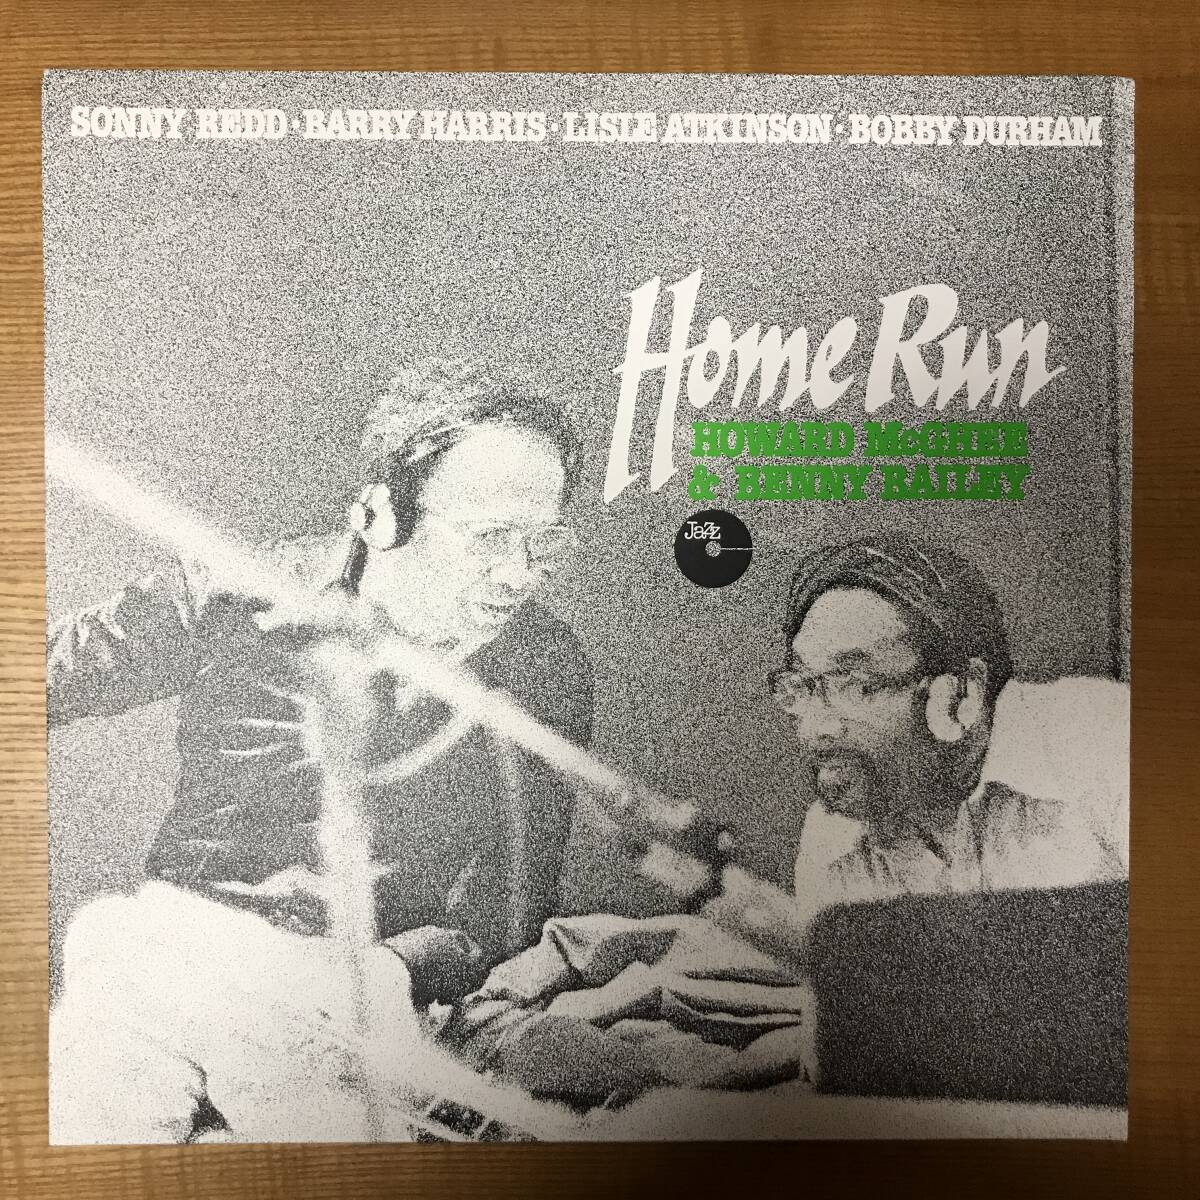 SONNY REDD · BARRY HARRIS · LISLE ATKINSON · BOBBY DURHAM
Home Run
HOWARD McGHEE
& BENNY BAILEY
Jazz